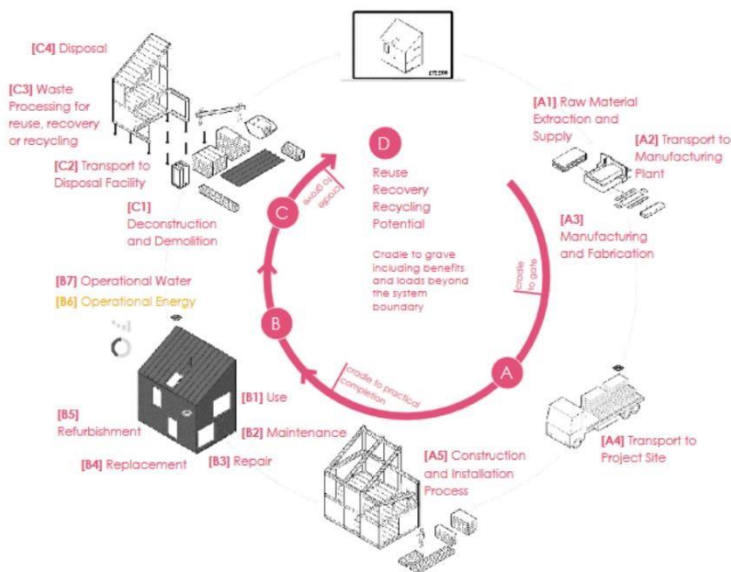 [C4] Disposal
[C3] Waste
Processing for
reuse, recovery
or recycling
[C2] Transport to
Disposal Facility
[C1]
Deconstruction
and Demolition
[B7] Operational Water
[B6] Operational Energy
[B5]
Refurbishment
[B4] Replacement
[B3] Repair
[B2] Maintenance
[B1] Use
[A5] Construction
and Installation
Process
[A4] Transport to
Project Site
[A3]
Manufacturing
and Fabrication
[A2] Transport to
Manufacturing
Plant
[A1] Raw Material
Extraction and
Supply
D
Reuse
Recovery
Recycling
Potential
Cradle to grave
including benefits
and loads beyond
the system
boundary
C
cradle
to grave
B
cradle to practical
completion
A
cradle
to gate